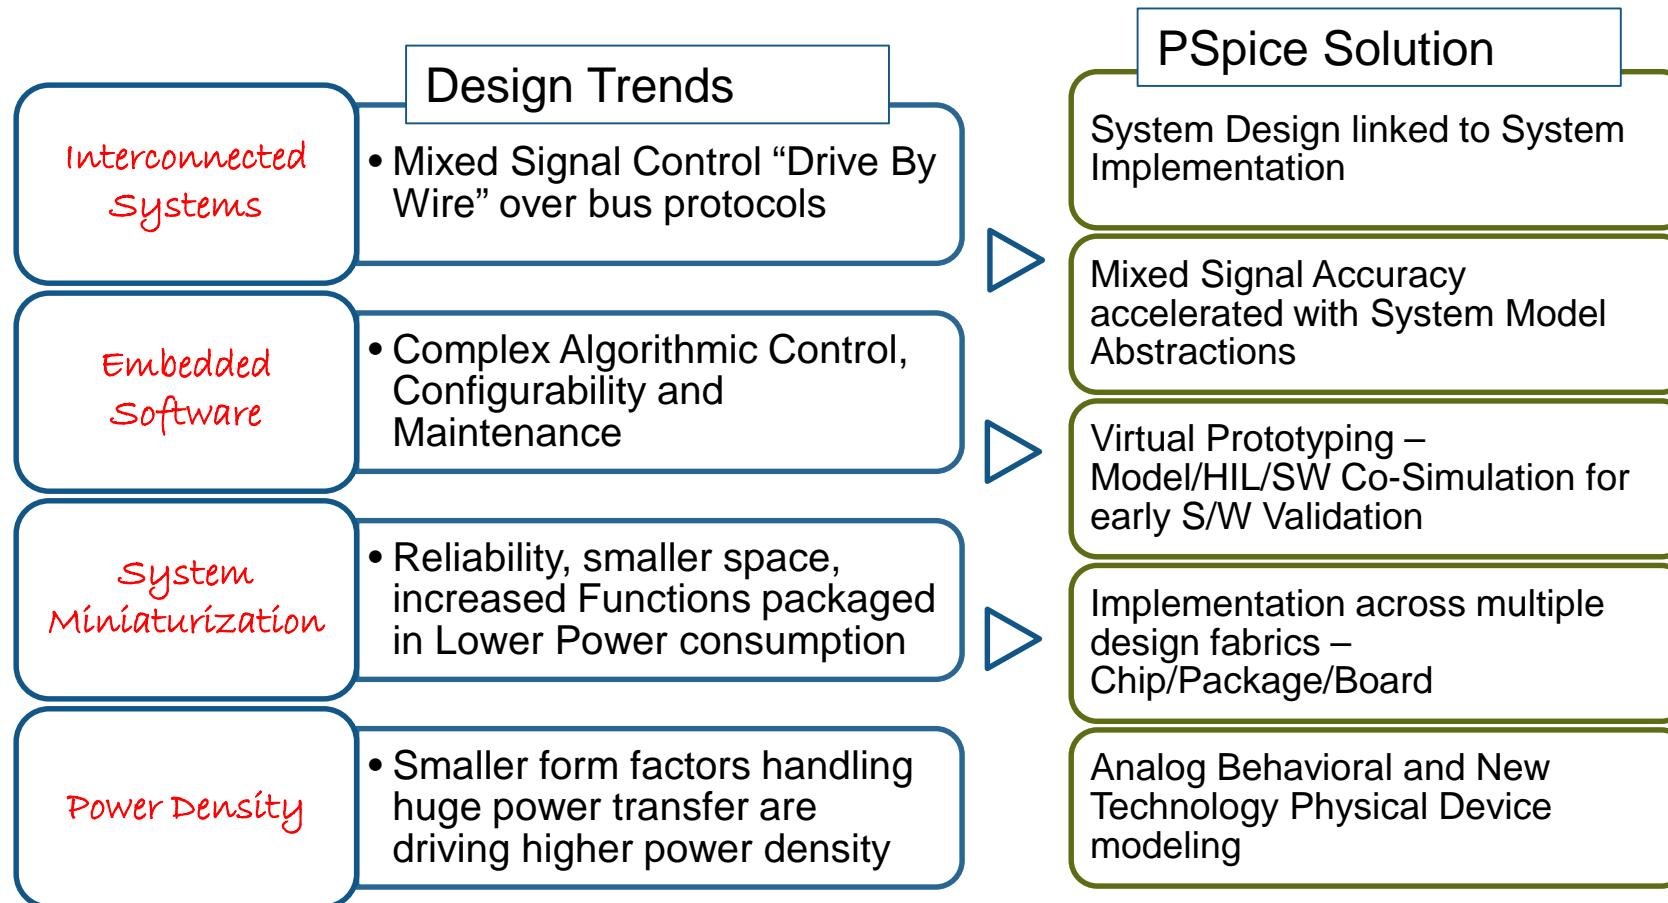 Design Trends
Interconnected
Systems
• Mixed Signal Control “Drive By
Wire” over bus protocols
Embedded
Software
• Complex Algorithmic Control,
Configurability and
Maintenance
System
Miniaturization
• Reliability, smaller space,
increased Functions packaged
in Lower Power consumption
Power Density
• Smaller form factors handling
huge power transfer are
driving higher power density
PSpice Solution
System Design linked to System
Implementation
Mixed Signal Accuracy
accelerated with System Model
Abstractions
Virtual Prototyping –
Model/HIL/SW Co-Simulation for
early S/W Validation
Implementation across multiple
design fabrics –
Chip/Package/Board
Analog Behavioral and New
Technology Physical Device
modeling